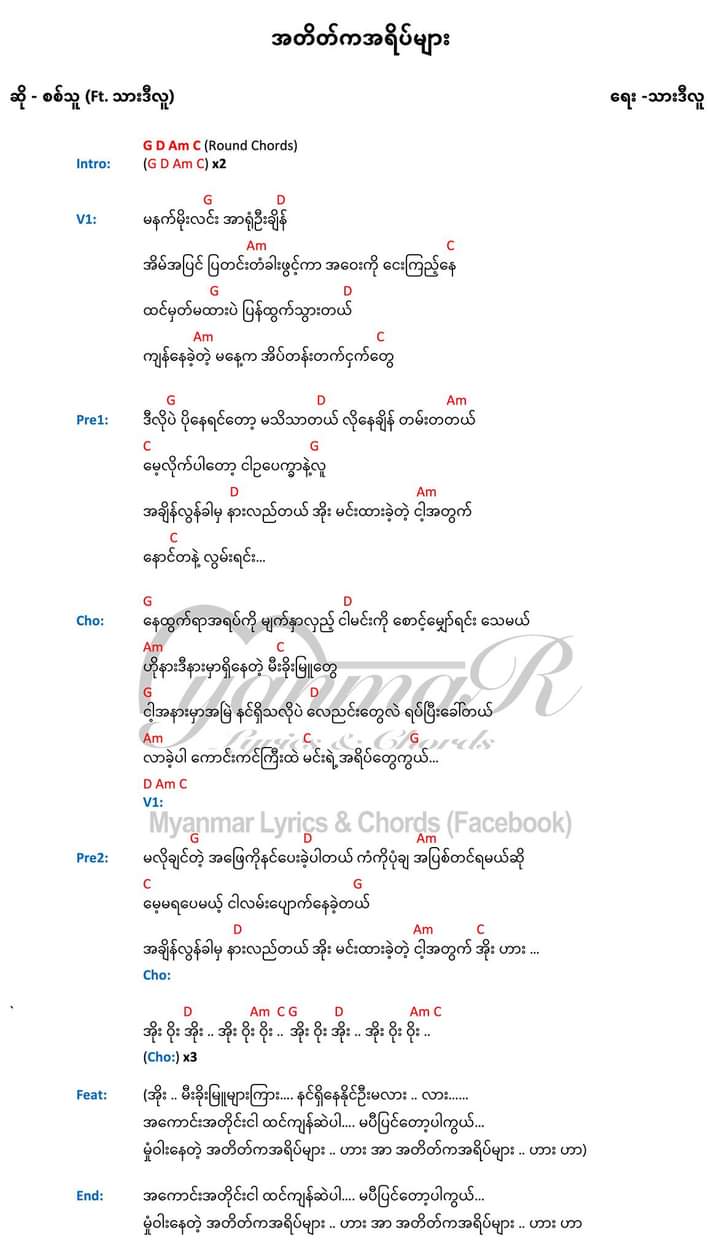 အတိတ်ကအရိပ်များ
ဆို - စစ်သူ (Ft. သားဒီလူ) ရေး -သားဒီလူ
G D Am C (Round Chords)
Intro: (G D Am C) x2
G D
V1: မနက်မိုးလင်း အာရုံဦးချိန်
Am C
အိမ်အပြင် ပြတင်းတံခါးဖွင့်ကာ အဝေးကို ငေးကြည့်နေ
G D
ထင်မှတ်မထားပဲ ပြန်ထွက်သွားတယ်
Am C
ကျန်နေခဲ့တဲ့ မနေ့က အိပ်တန်းတက်ငှက်တွေ
G D Am
Pre1: ဒီလိုပဲ ပိုနေရင်တော့ မသိသာတယ် လိုနေချိန် တမ်းတတယ်
C G
မေ့လိုက်ပါတော့ ငါဥပေက္ခာနဲ့လူ
D Am
အချိန်လွန်ခါမှ နားလည်တယ် အိုး မင်းထားခဲ့တဲ့ ငါ့အတွက်
C
နောင်တနဲ့ လွမ်းရင်း...
G D
Cho: နေထွက်ရာအရပ်ကို မျက်နှာလှည့် ငါမင်းကို စောင့်မျှော်ရင်း သေမယ်
Am C
ဟိုနားဒီနားမှာရှိနေတဲ့ မီးခိုးမြူတွေ
G D
ငါ့အနားမှာအမြဲ နင်ရှိသလိုပဲ လေညင်းတွေလဲ ရပ်ပြီးခေါ်တယ်
Am C G
လာခဲ့ပါ ကောင်းကင်ကြီးထဲ မင်းရဲ့အရိပ်တွေကွယ်...
D Am C
V1:
MyanmaR
Lyrics & Chords
Myanmar Lyrics & Chords (Facebook)
G D Am
Pre2: မလိုချင်တဲ့ အဖြေကိုနင်ပေးခဲ့ပါတယ် ကံကိုပုံချ အပြစ်တင်ရမယ်ဆို
C G
မေ့မရပေမယ့် ငါလမ်းပျောက်နေခဲ့တယ်
D Am C
အချိန်လွန်ခါမှ နားလည်တယ် အိုး မင်းထားခဲ့တဲ့ ငါ့အတွက် အိုး ဟား ...
Cho:
D Am C G D Am C
အိုး ဝိုး အိုး .. အိုး ဝိုး ဝိုး .. အိုး ဝိုး အိုး .. အိုး ဝိုး ဝိုး ..
(Cho:) x3
Feat: (အိုး .. မီးခိုးမြူများကြား.... နင်ရှိနေနိုင်ဦးမလား .. လား......
အကောင်းအတိုင်းငါ ထင်ကျန်ဆဲပါ.... မပီပြင်တော့ပါကွယ်...
မှုံဝါးနေတဲ့ အတိတ်ကအရိပ်များ .. ဟား အာ အတိတ်ကအရိပ်များ .. ဟား ဟာ)
End: အကောင်းအတိုင်းငါ ထင်ကျန်ဆဲပါ.... မပီပြင်တော့ပါကွယ်...
မှုံဝါးနေတဲ့ အတိတ်ကအရိပ်များ .. ဟား အာ အတိတ်ကအရိပ်များ .. ဟား ဟာ